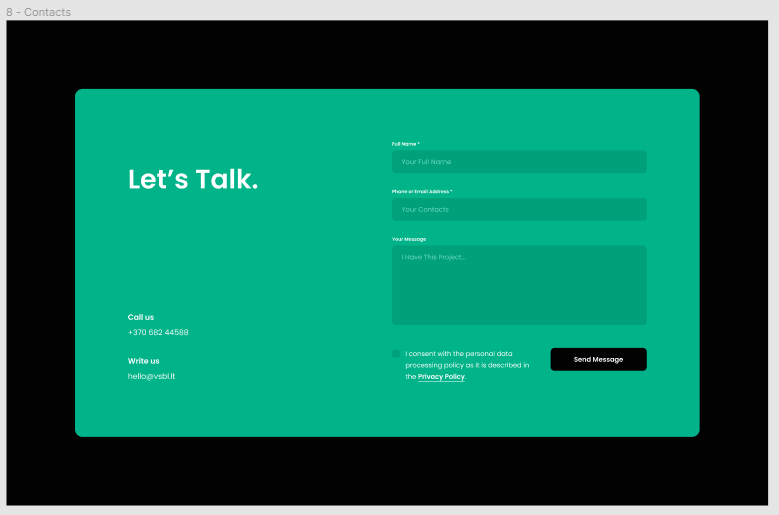 8 - Contacts
Let's Talk.
Call us
+370 682 44588
Write us
hello@vsbl.lt
Full Name *
Your Full Name
Phone or Email Address *
Your Contacts
Your Message
I Have This Project...
I consent with the personal data
processing policy as it is described in
the Privacy Policy.
Send Message